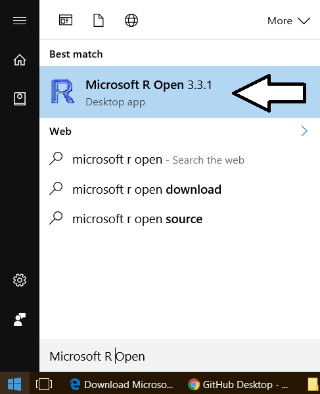 More
Best match
Microsoft R Open 3.3.1
Desktop app
Web
microsoft r open - Search the web
microsoft r open download
microsoft r open source
Microsoft R Open
Download Microso...
GitHub Desktop - ...